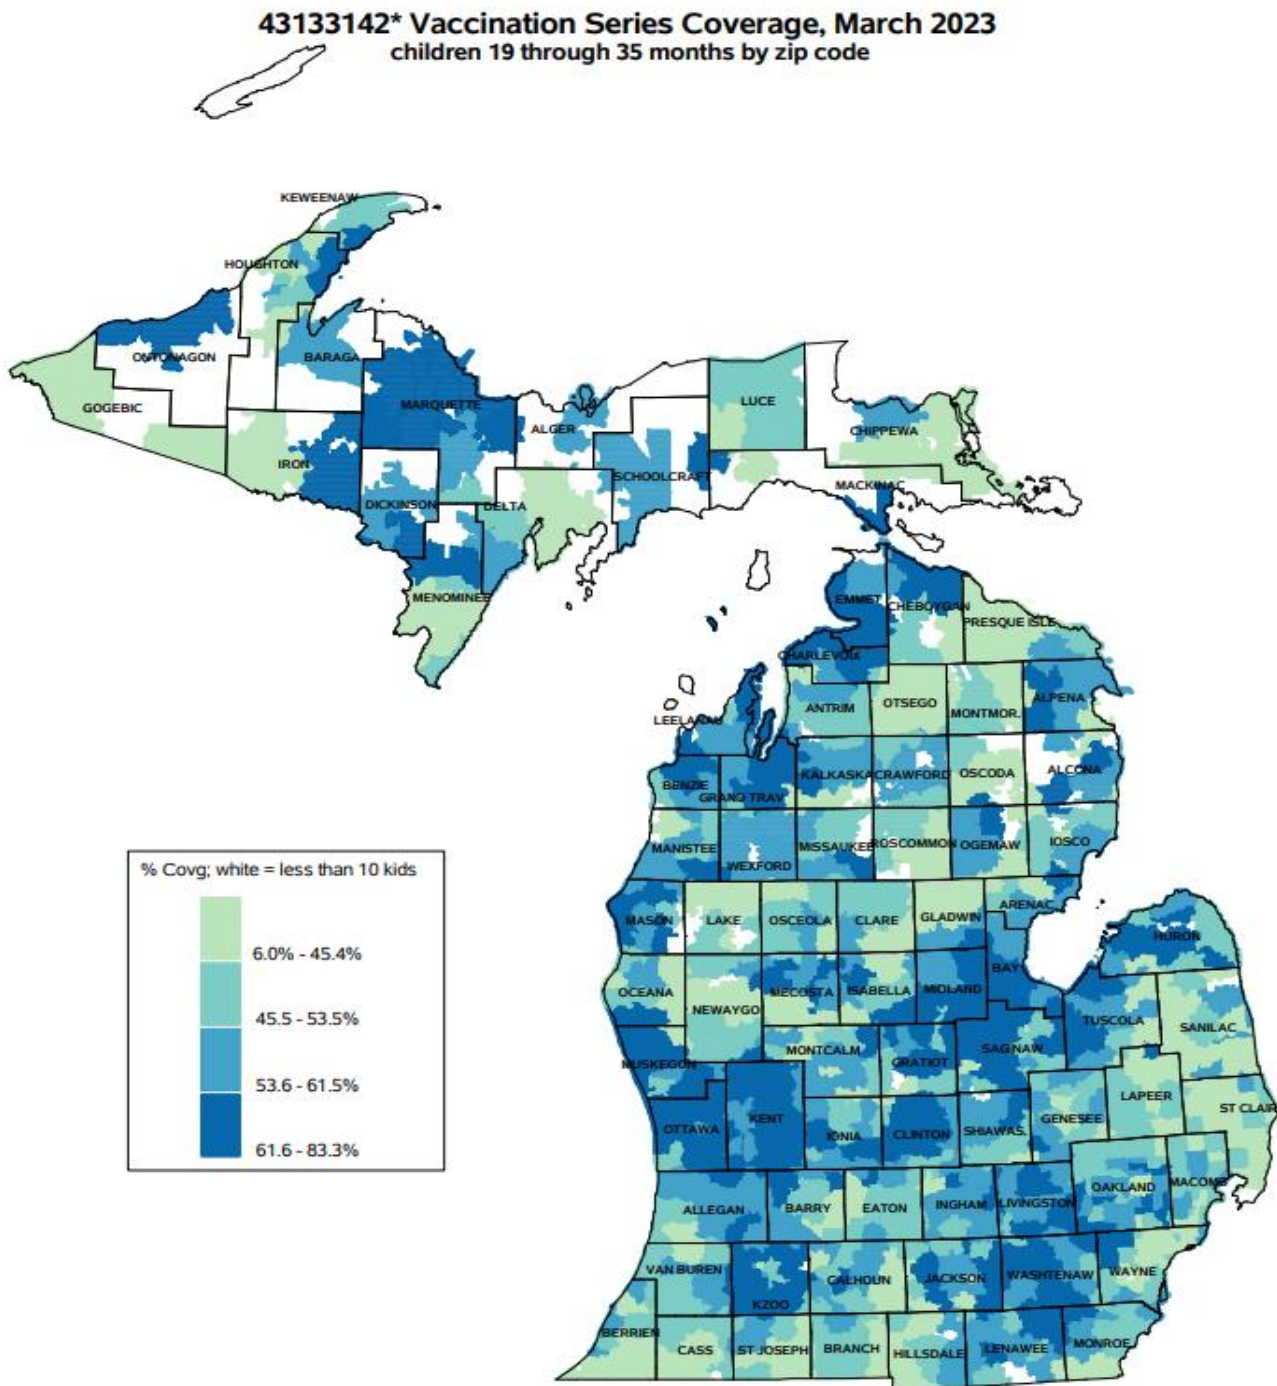 43133142* Vaccination Series Coverage, March 2023
children 19 through 35 months by zip code
KEWEENAW
HOUGHTON
ONTONAGON
BARAGA
GOGEBIC
MARQUETTE
LUCE
ALGER
CHIPPEWA
IRON
SCHOOLCRAFT
MACKINAC
DICKINSON
DELTA
MENOMINEE
EMMET
CHEBOYGAN
PRESQUE ISLE
CHARLEVOIX
ANTRIM
OTSEGO
MONTMOR.
ALPENA
LEELANAU
BENZIE
GRAND TRAV
KALKASKA
CRAWFORD
OSCODA
ALCONA
MANISTEE
WEXFORD
MISSAUKEE
ROSCOMMON
OGEMAW
IOSCO
% Covg; white = less than 10 kids
6.0% - 45.4%
45.5 - 53.5%
53.6 - 61.5%
61.6 - 83.3%
MASON
LAKE
OSCEOLA
CLARE
GLADWIN
ARENAC
HURON
OCEANA
NEWAYGO
MECOSTA
ISABELLA
MIDLAND
BAY
TUSCOLA
SANILAC
MUSKEGON
MONTCALM
GRATIOT
SAGINAW
LAPEER
ST CLAIR
OTTAWA
KENT
IONIA
CLINTON
SHIAWAS.
GENESEE
ALLEGAN
BARRY
EATON
INGHAM
LIVINGSTON
OAKLAND
MACOMB
VAN BUREN
KZOO
CALHOUN
JACKSON
WASHTENAW
WAYNE
BERRIEN
CASS
ST JOSEPH
BRANCH
HILLSDALE
LENAWEE
MONROE